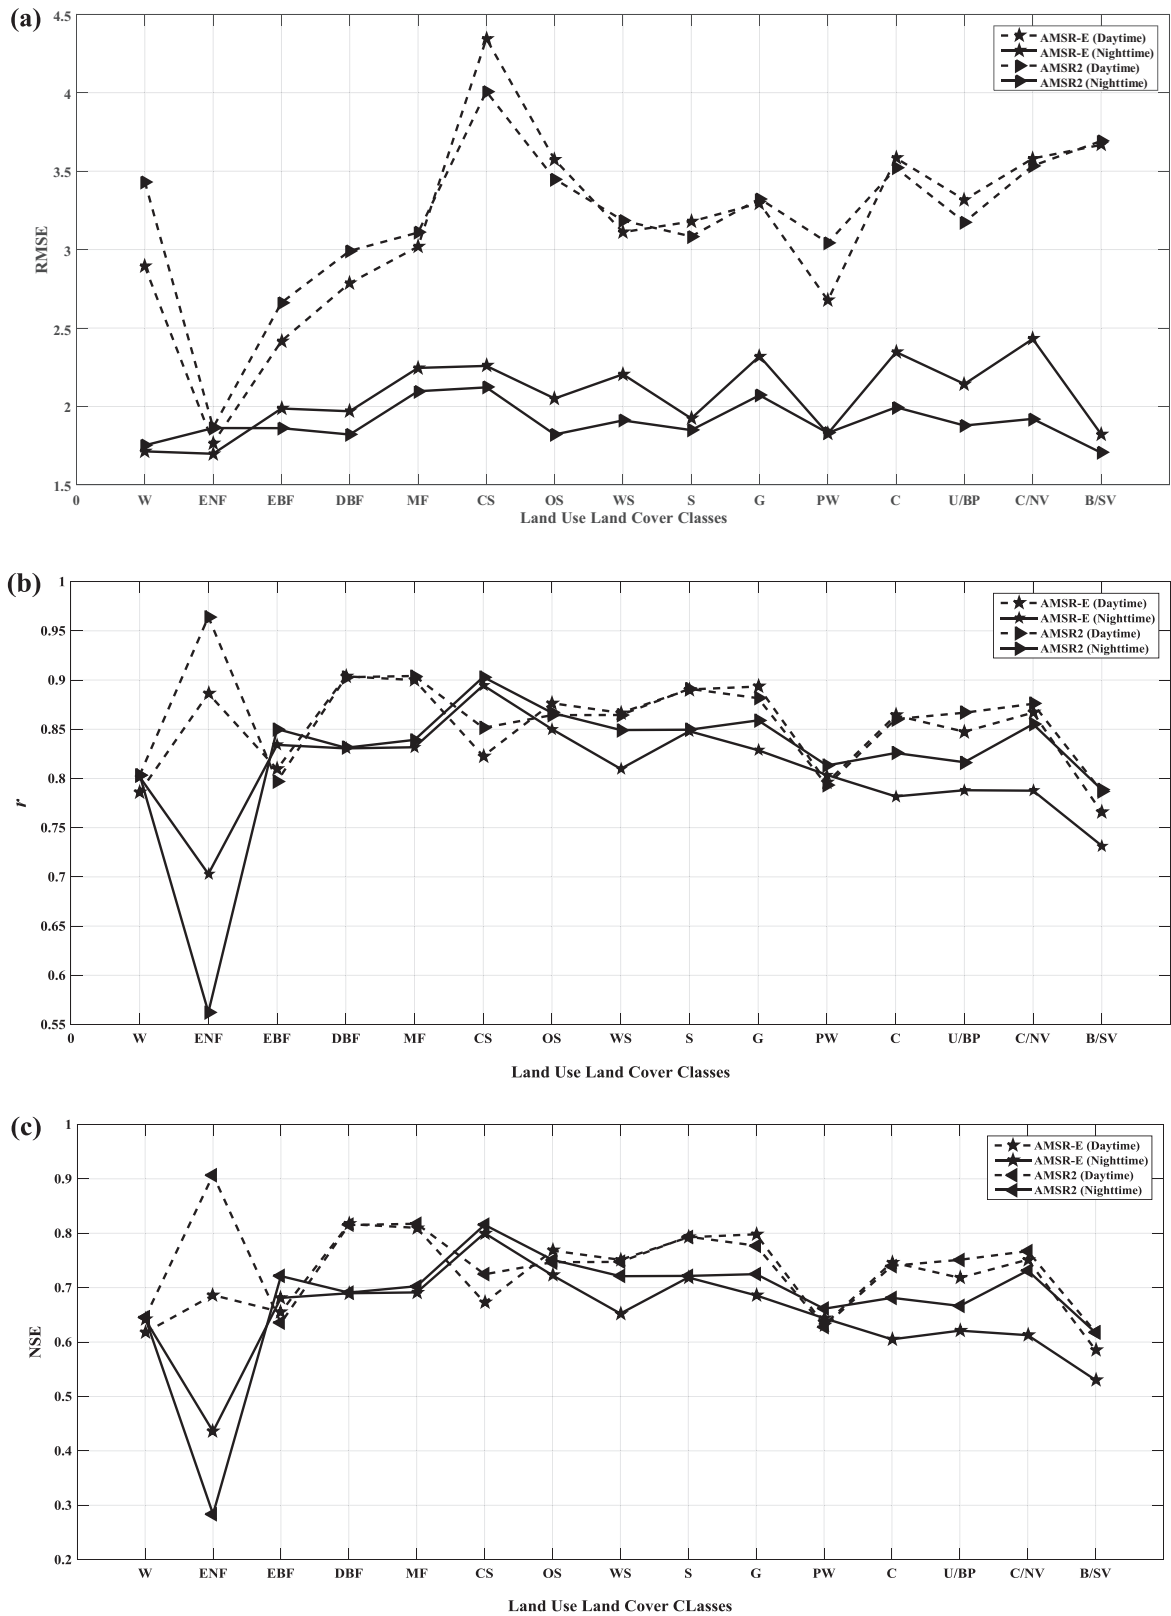 (a)
4.5
4
3.5
3
2.5
2
1.5
RMSE
AMSR-E (Daytime)
AMSR-E (Nighttime)
AMSR2 (Daytime)
AMSR2 (Nighttime)
0 W ENF EBF DBF MF CS OS WS S G PW C U/BP C/NV B/SV
Land Use Land Cover Classes
(b)
1
0.95
0.9
0.85
0.8
0.75
0.7
0.65
0.6
0.55
r
AMSR-E (Daytime)
AMSR-E (Nighttime)
AMSR2 (Daytime)
AMSR2 (Nighttime)
0 W ENF EBF DBF MF CS OS WS S G PW C U/BP C/NV B/SV
Land Use Land Cover Classes
(c)
1
0.9
0.8
0.7
0.6
0.5
0.4
0.3
0.2
NSE
AMSR-E (Daytime)
AMSR-E (Nighttime)
AMSR2 (Daytime)
AMSR2 (Nighttime)
W ENF EBF DBF MF CS OS WS S G PW C U/BP C/NV B/SV
Land Use Land Cover CLasses